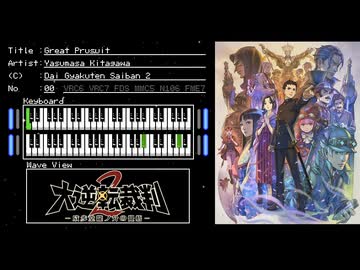 Title :Great Prusuit
Artist:Yasumasa Kitagawa
(C) :Dai Gyakuten Saiban 2
No :00 VRC6 VRC7 FDS MMC5 N106 FME7
Keyboard
Wave View
大逆転裁判2